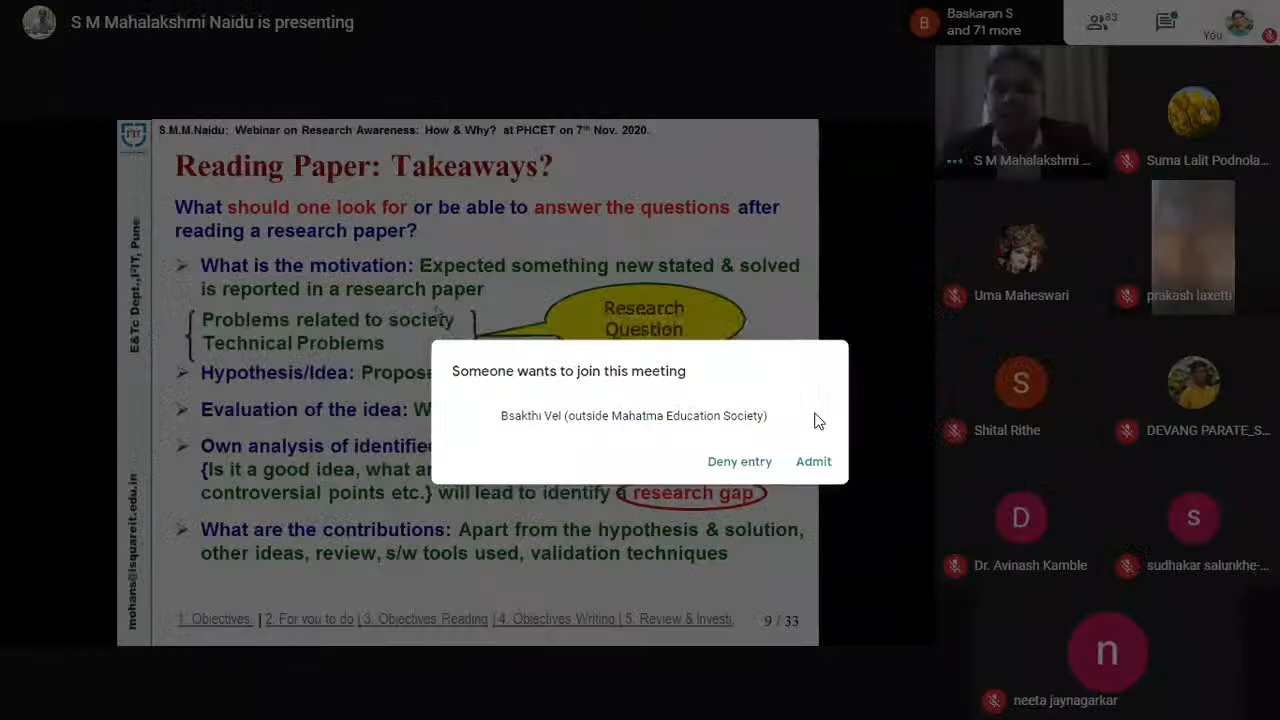 S M Mahalakshmi Naidu is presenting
B
Baskaran S
and 71 more
83
You
S.M.M.Naidu: Webinar on Research Awareness: How & Why? at PHCET on 7th Nov. 2020.
Reading Paper: Takeaways?
What should one look for or be able to answer the questions after
reading a research paper?
➢ What is the motivation: Expected something new stated & solved
is reported in a research paper
Problems related to society
Technical Problems
Research
Question
➢ Hypothesis/Idea:
➢ Evaluation of the idea:
➢ Own analysis of
{Is it a good idea, what
controversial points etc.} will lead to identify a research gap
➢ What are the contributions: Apart from the hypothesis & solution,
other ideas, review, s/w tools used, validation techniques
1. Objectives | 2. For you to do | 3. Objectives Reading | 4. Objectives Writing | 5. Review & Investi.
9 / 33
E&Tc Dept.,I²IT, Pune
mohans@isquareit.edu.in
Someone wants to join this meeting
Bsakthi Vel (outside Mahatma Education Society)
Deny entry Admit
S M Mahalakshmi ...
Suma Lalit Podnola...
Uma Maheswari
prakash laxetti
S
Shital Rithe
DEVANG PARATE_S...
D
Dr. Avinash Kamble
s
sudhakar salunkhe-...
n
neeta jaynagarkar